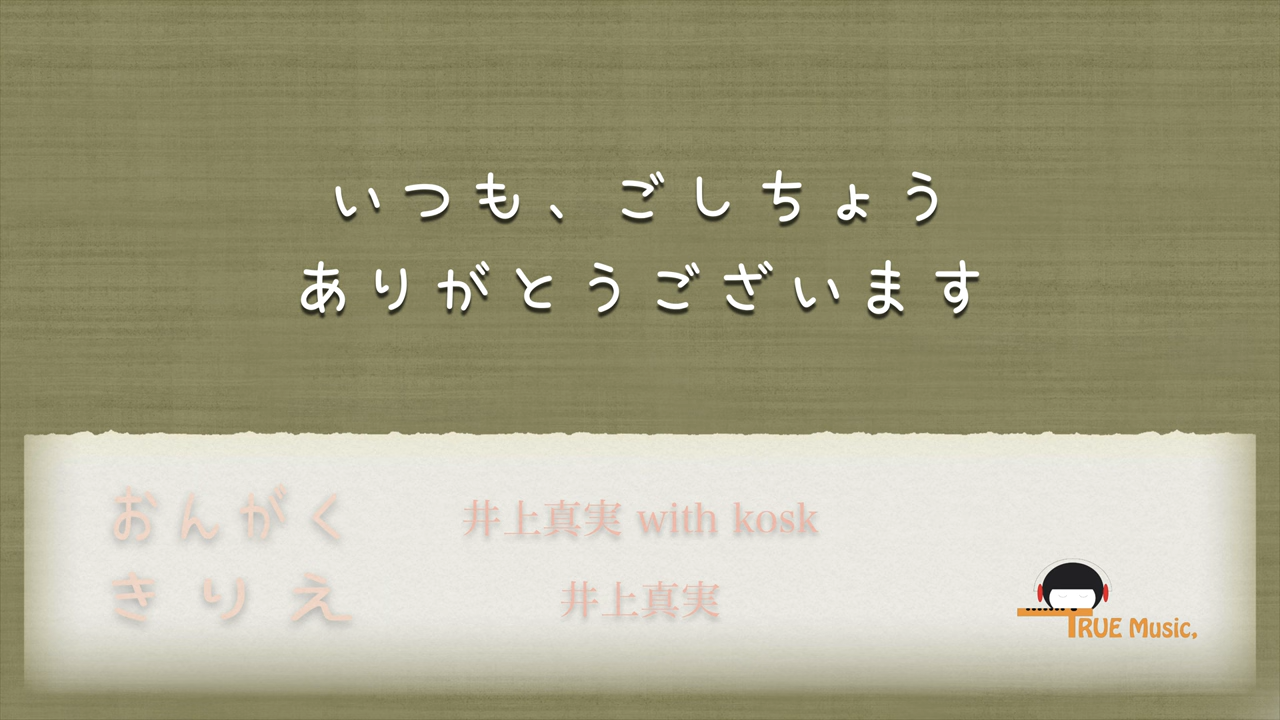 いつも、ごしちょう
ありがとうございます
おんがく 井上真実 with kosk
きりえ 井上真実
TRUE Music,